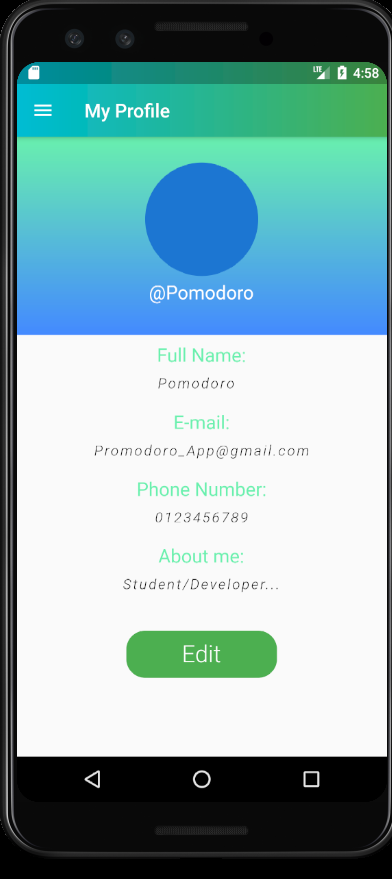 LTE 4:58
My Profile
@Pomodoro
Full Name:
Pomodoro
E-mail:
Promodoro_App@gmail.com
Phone Number:
0123456789
About me:
Student/Developer...
Edit